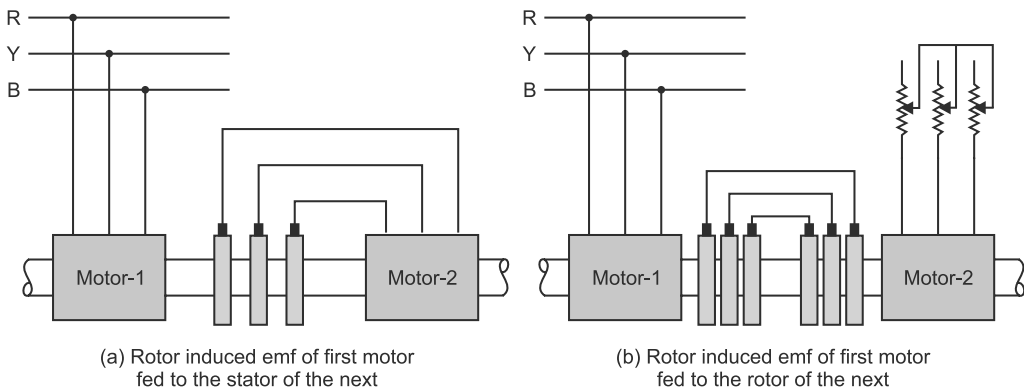 R
Y
B
Motor-1
Motor-2
(a) Rotor induced emf of first motor
fed to the stator of the next
R
Y
B
Motor-1
Motor-2
(b) Rotor induced emf of first motor
fed to the rotor of the next